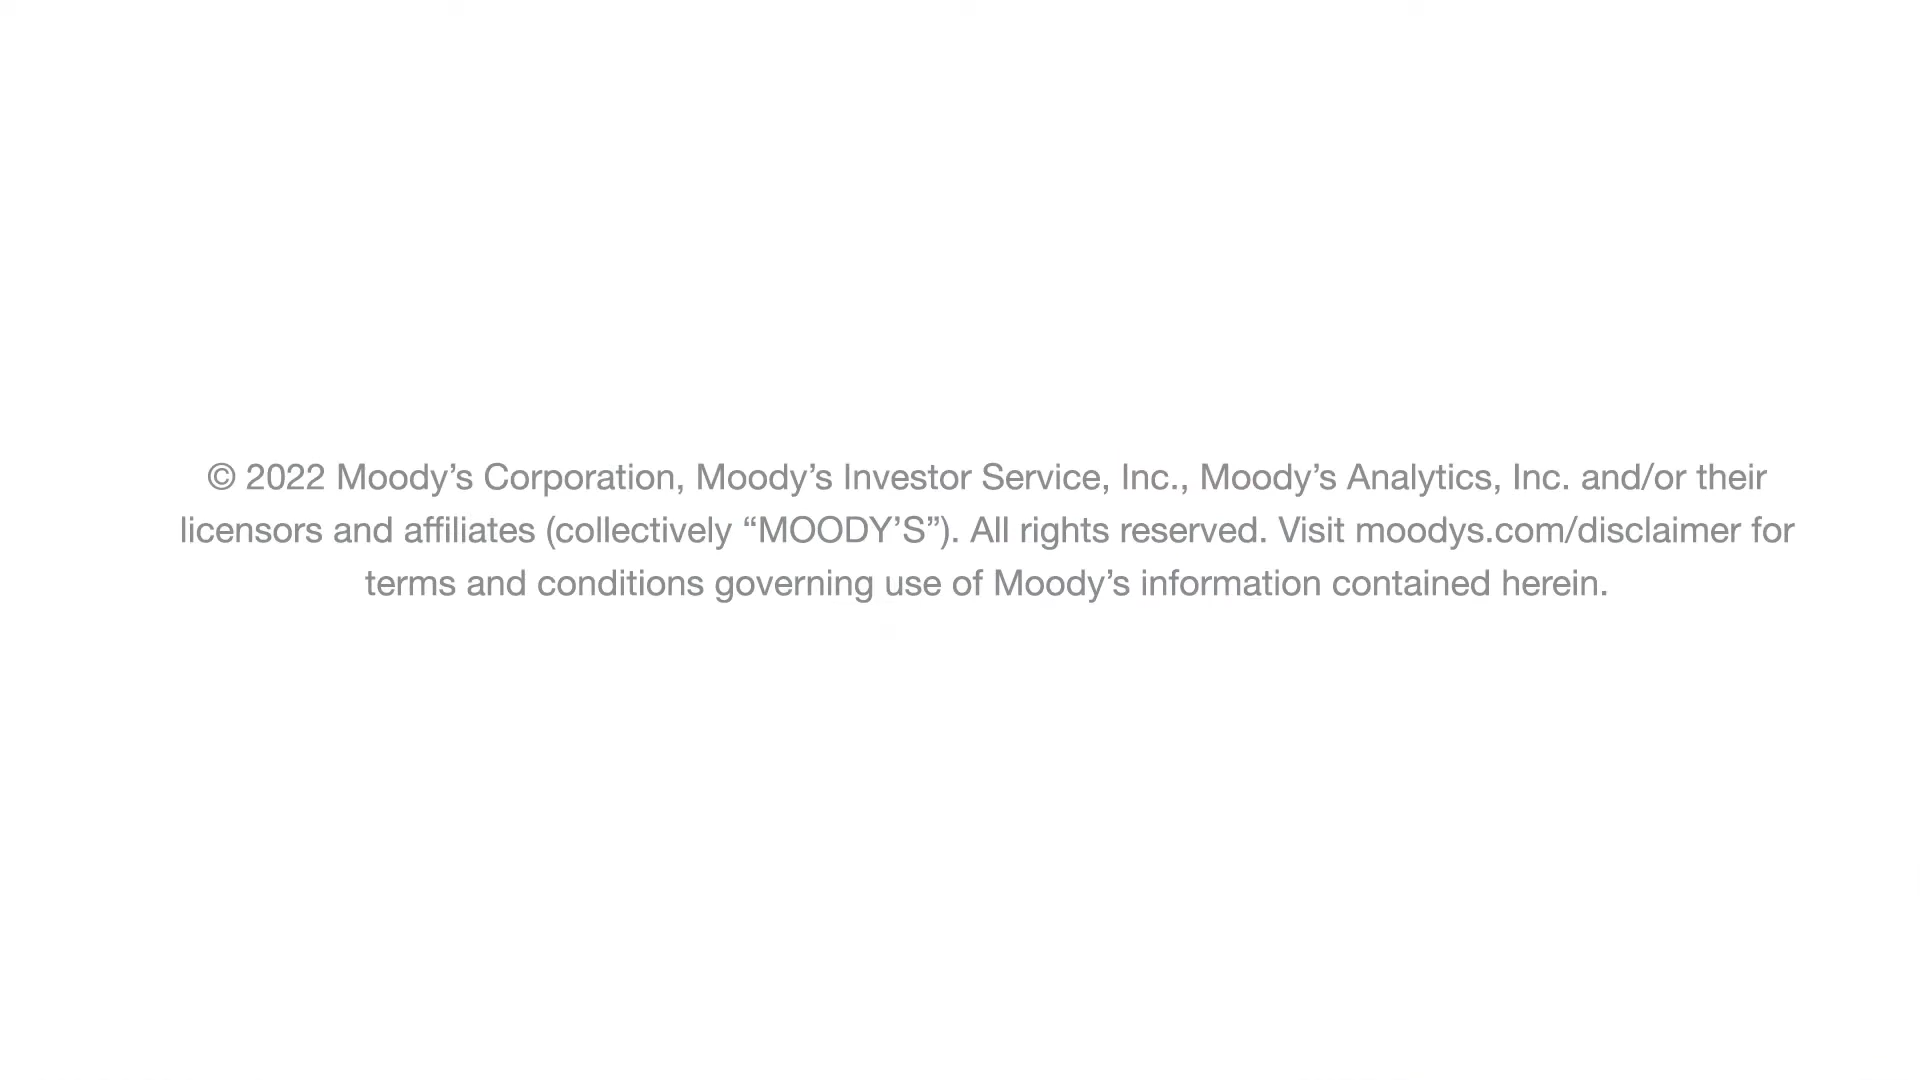 © 2022 Moody’s Corporation, Moody’s Investor Service, Inc., Moody’s Analytics, Inc. and/or their
licensors and affiliates (collectively “MOODY’S”). All rights reserved. Visit moodys.com/disclaimer for
terms and conditions governing use of Moody’s information contained herein.